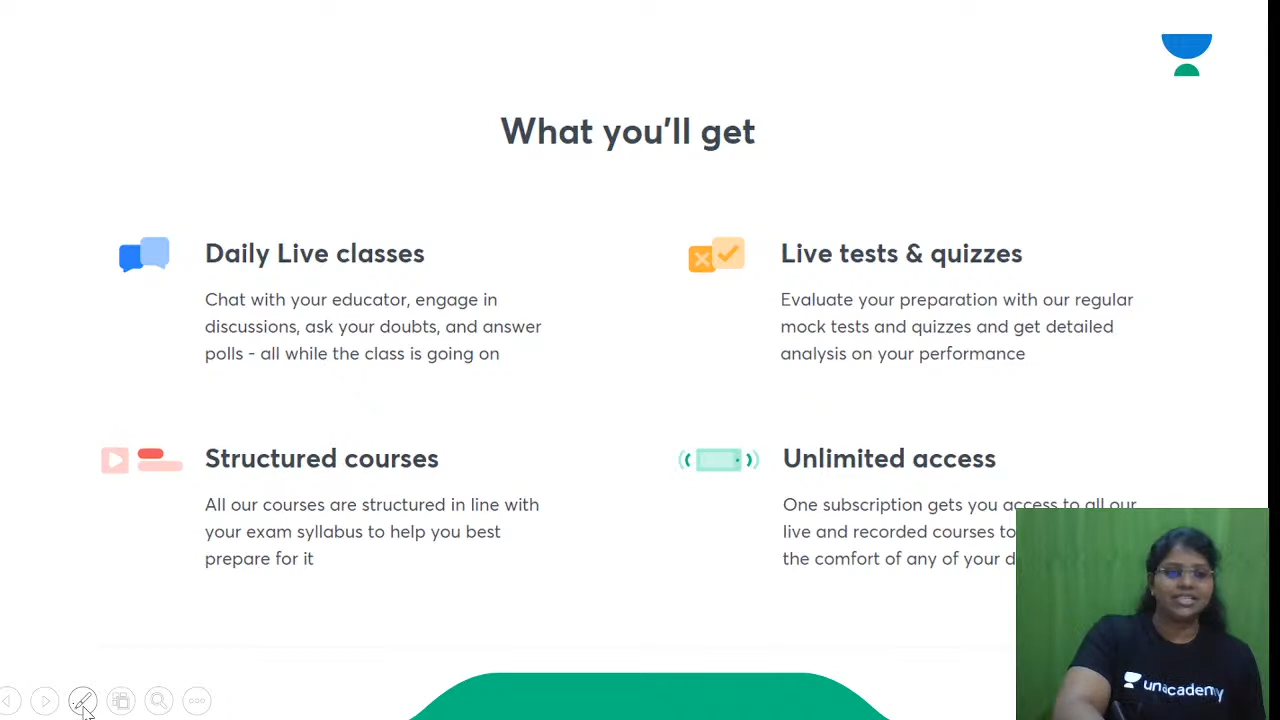 What you'll get
Daily Live classes
Chat with your educator, engage in
discussions, ask your doubts, and answer
polls - all while the class is going on
Live tests & quizzes
Evaluate your preparation with our regular
mock tests and quizzes and get detailed
analysis on your performance
Structured courses
All our courses are structured in line with
your exam syllabus to help you best
prepare for it
Unlimited access
One subscription gets you access to all our
live and recorded courses to
the comfort of any of your
unacademy